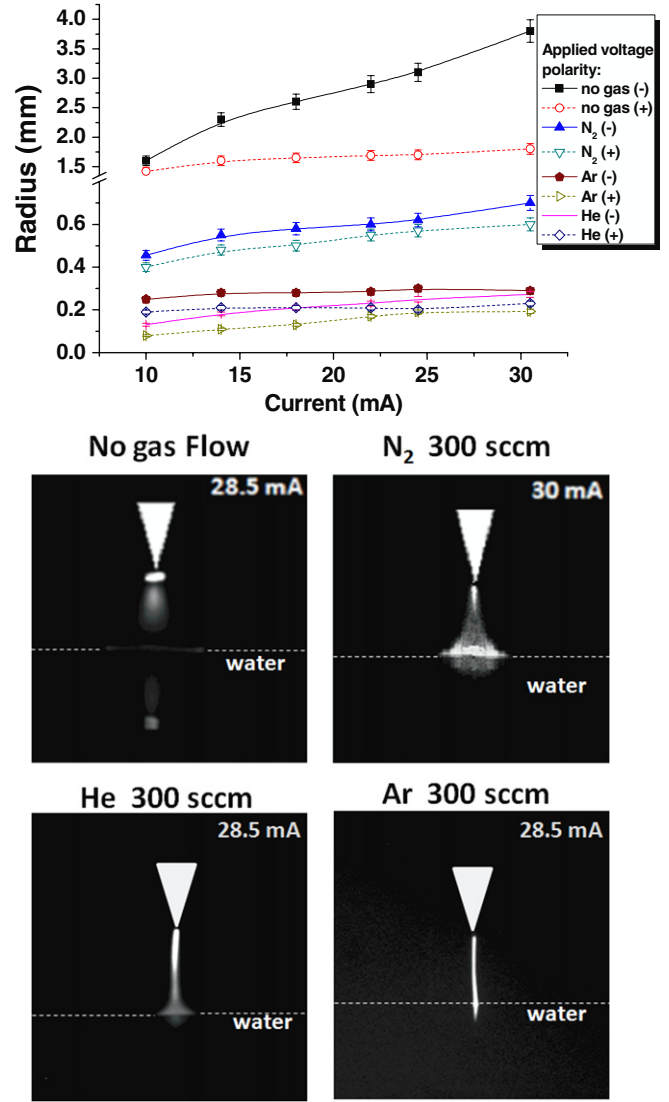 4.0
3.5
3.0
2.5
2.0
1.5
0.6
0.4
0.2
0.0
Radius (mm)
10 15 20 25 30
Current (mA)
Applied voltage
polarity:
no gas (-)
no gas (+)
N₂ (-)
N₂ (+)
Ar (-)
Ar (+)
He (-)
He (+)
No gas Flow
28.5 mA
water
N₂ 300 sccm
30 mA
water
He 300 sccm
28.5 mA
water
Ar 300 sccm
28.5 mA
water